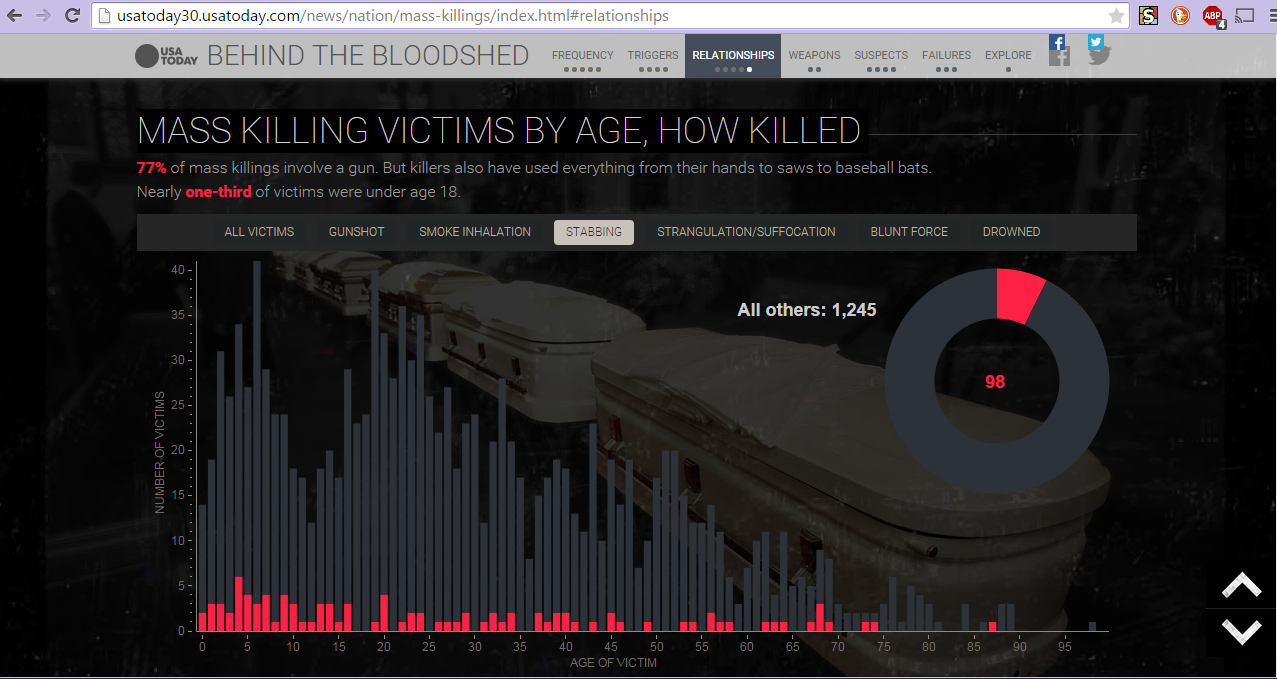 usatoday30.usatoday.com/news/nation/mass-killings/index.html#relationships
S
ABP
4
USA
TODAY
BEHIND THE BLOODSHED
FREQUENCY TRIGGERS RELATIONSHIPS WEAPONS SUSPECTS FAILURES EXPLORE
MASS KILLING VICTIMS BY AGE, HOW KILLED
77% of mass killings involve a gun. But killers also have used everything from their hands to saws to baseball bats.
Nearly one-third of victims were under age 18.
ALL VICTIMS GUNSHOT SMOKE INHALATION STABBING STRANGULATION/SUFFOCATION BLUNT FORCE DROWNED
All others: 1,245
98
NUMBER OF VICTIMS
40
35
30
25
20
15
10
5
0
0 5 10 15 20 25 30 35 40 45 50 55 60 65 70 75 80 85 90 95
AGE OF VICTIM